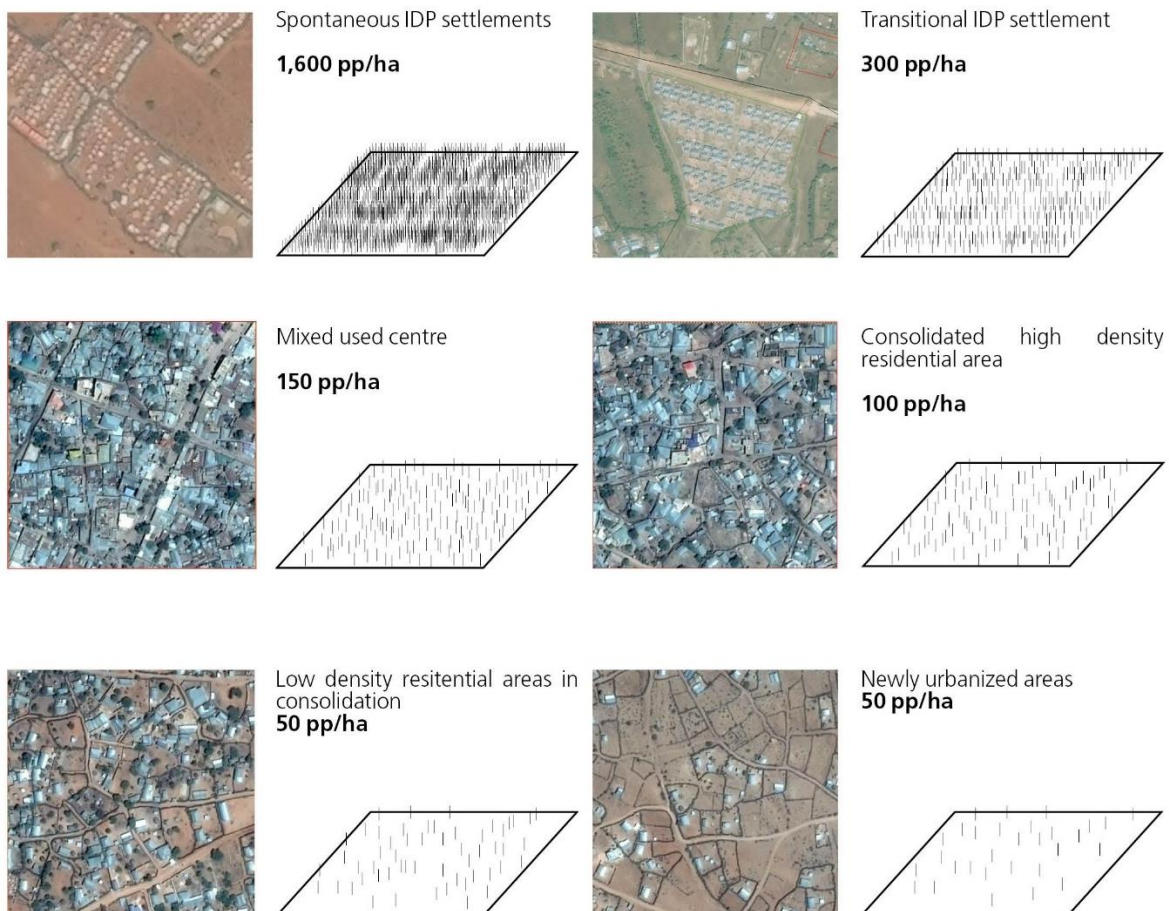 Spontaneous IDP settlements
1,600 pp/ha
Transitional IDP settlement
300 pp/ha
Mixed used centre
150 pp/ha
Consolidated high density
residential area
100 pp/ha
Low density resitential areas in
consolidation
50 pp/ha
Newly urbanized areas
50 pp/ha